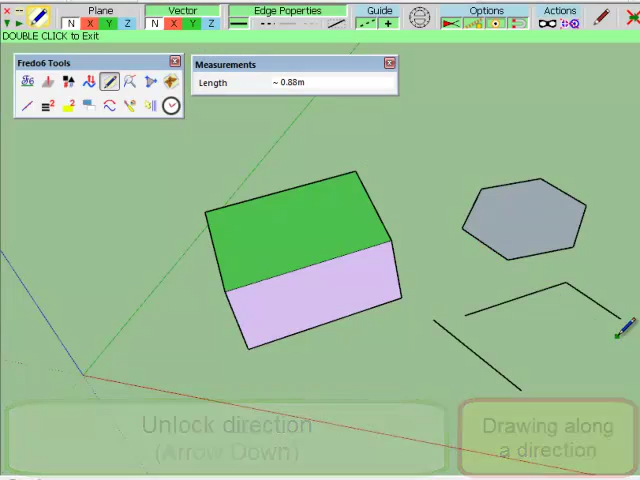 Plane
Vector
Edge Poperties
Guide
Options
Actions
N X Y Z
N X Y Z
DOUBLE CLICK to Exit
Fredo6 Tools
Measurements
Length
~ 0.88m
Unlock direction
(Arrow Down)
Drawing along
a direction